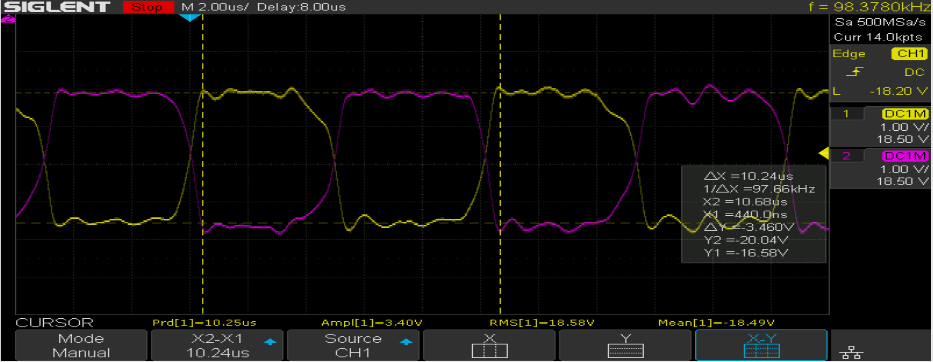 SIGLENT Stop M 2.00us/ Delay:8.00us f = 98.3780kHz
Sa 500MSa/s
Curr 14.0kpts
Edge CH1
DC
L -18.20 V
1 DC1M
1.00 V/
18.50 V
2 DC1M
1.00 V/
18.50 V
2
ΔX =10.24us
1/ΔX =97.66kHz
X2 =10.68us
X1 =440.0ns
ΔY=-3.460V
Y2 =-20.04V
Y1 =-16.58V
CURSOR Prd[1]=10.25us Ampl[1]=3.40V RMS[1]=18.58V Mean[1]=-18.49V
Mode X2-X1 Source X Y X-Y
Manual 10.24us CH1